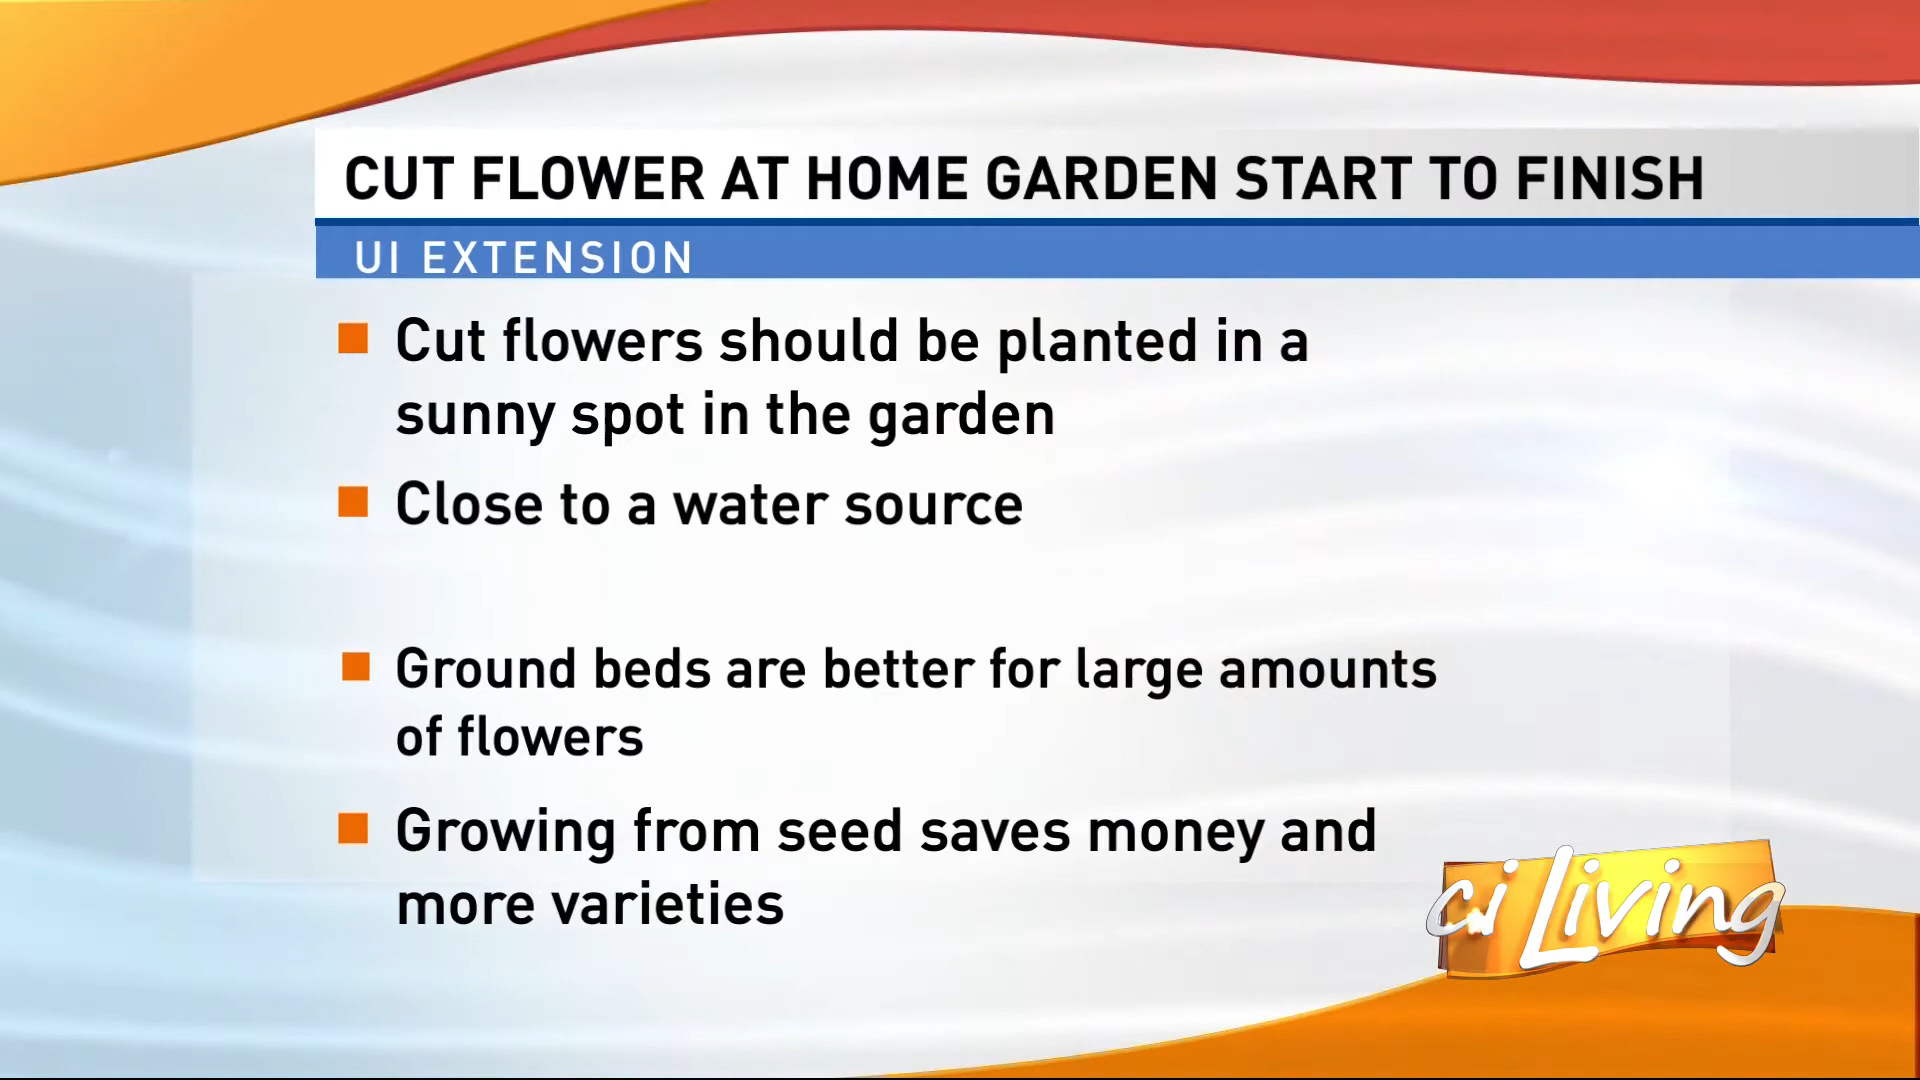 CUT FLOWER AT HOME GARDEN START TO FINISH
UI EXTENSION
Cut flowers should be planted in a
sunny spot in the garden
Close to a water source
Ground beds are better for large amounts
of flowers
Growing from seed saves money and
more varieties
ci Living